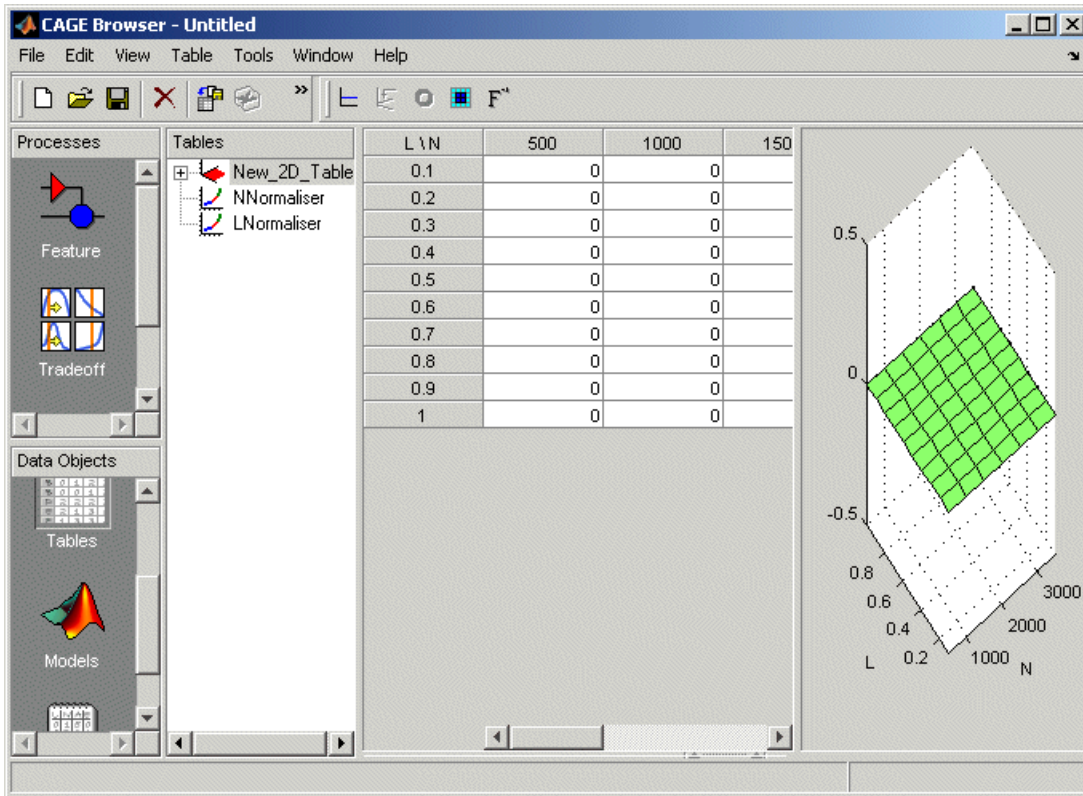 CAGE Browser - Untitled
File Edit View Table Tools Window Help
» F
Processes
Feature
Tradeoff
Data Objects
Tables
Models
Tables
New_2D_Table
NNormaliser
LNormaliser
L \ N 500 1000 150
0.1 0 0
0.2 0 0
0.3 0 0
0.4 0 0
0.5 0 0
0.6 0 0
0.7 0 0
0.8 0 0
0.9 0 0
1 0 0
0.5
0
-0.5
0.8
0.6
0.4
0.2
L
1000
2000
3000
N